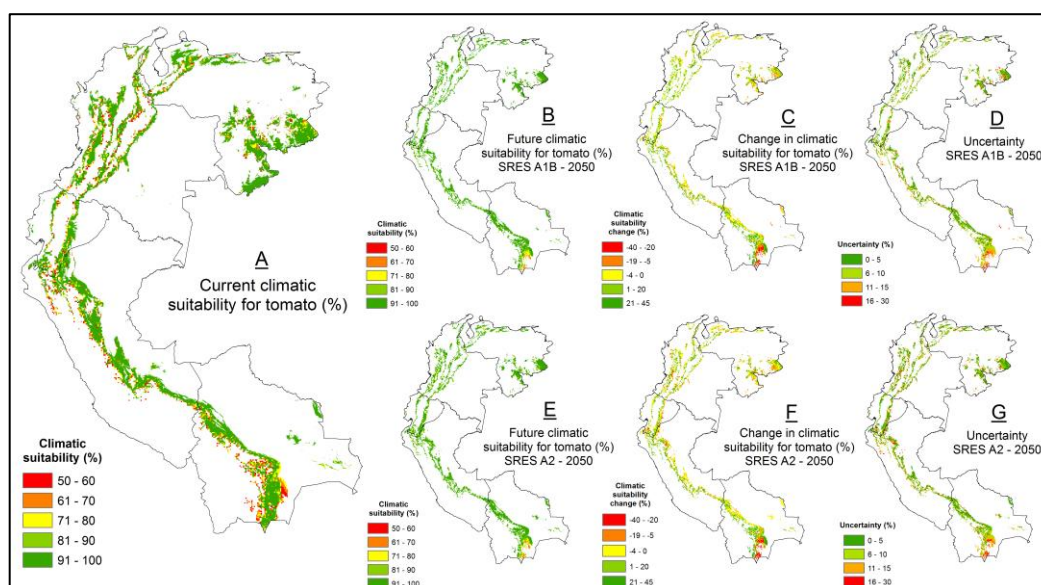 A
Current climatic
suitability for tomato (%)
Climatic
suitability (%)
50 - 60
61 - 70
71 - 80
81 - 90
91 - 100
B
Future climatic
suitability for tomato (%)
SRES A1B - 2050
Climatic
suitability (%)
50 - 60
61 - 70
71 - 80
81 - 90
91 - 100
C
Change in climatic
suitability for tomato (%)
SRES A1B - 2050
Climatic
suitability
change (%)
-40 - -20
-19 - -5
-4 - 0
1 - 20
21 - 45
D
Uncertainty
SRES A1B - 2050
Uncertainty (%)
0 - 5
6 - 10
11 - 15
16 - 30
E
Future climatic
suitability for tomato (%)
SRES A2 - 2050
Climatic
suitability (%)
50 - 60
61 - 70
71 - 80
81 - 90
91 - 100
F
Change in climatic
suitability for tomato (%)
SRES A2 - 2050
Climatic suitability
change (%)
-40 - -20
-19 - -5
-4 - 0
1 - 20
21 - 45
G
Uncertainty
SRES A2 - 2050
Uncertainty (%)
0 - 5
6 - 10
11 - 15
16 - 30